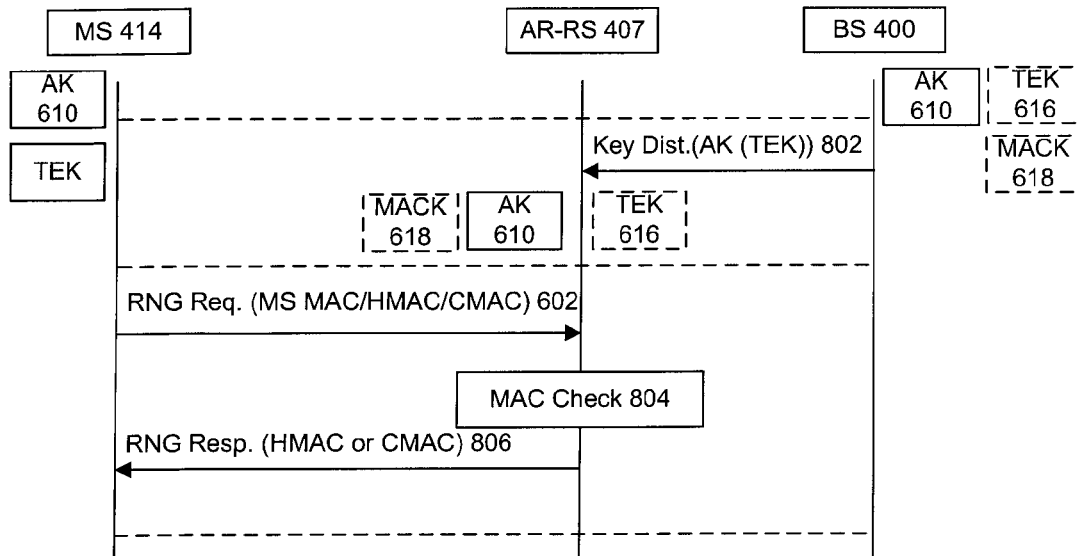 MS 414
AR-RS 407
BS 400
AK
610
AK
610
TEK
616
Key Dist.(AK (TEK)) 802
TEK
MACK
618
MACK
618
AK
610
TEK
616
RNG Req. (MS MAC/HMAC/CMAC) 602
MAC Check 804
RNG Resp. (HMAC or CMAC) 806